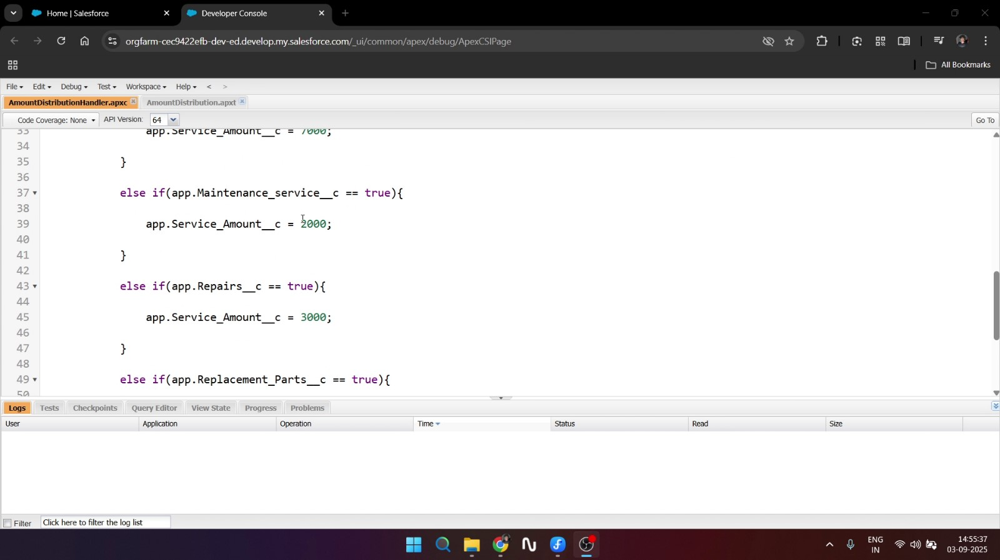 Home | Salesforce
Developer Console
orgfarm-cec9422efb-dev-ed.develop.my.salesforce.com/_ui/common/apex/debug/ApexCSIPage
All Bookmarks
File Edit Debug Test Workspace Help < >
AmountDistributionHandler.apxc AmountDistribution.apxt
Code Coverage: None API Version: 64 Go To
33 app.Service_Amount__c = 7000;
34
35 }
36
37 else if(app.Maintenance_service__c == true){
38
39 app.Service_Amount__c = 2000;
40
41 }
42
43 else if(app.Repairs__c == true){
44
45 app.Service_Amount__c = 3000;
46
47 }
48
49 else if(app.Replacement_Parts__c == true){
50
Logs Tests Checkpoints Query Editor View State Progress Problems
User Application Operation Time Status Read Size
Filter Click here to filter the log list
ENG
IN
14:55:37
03-09-2025